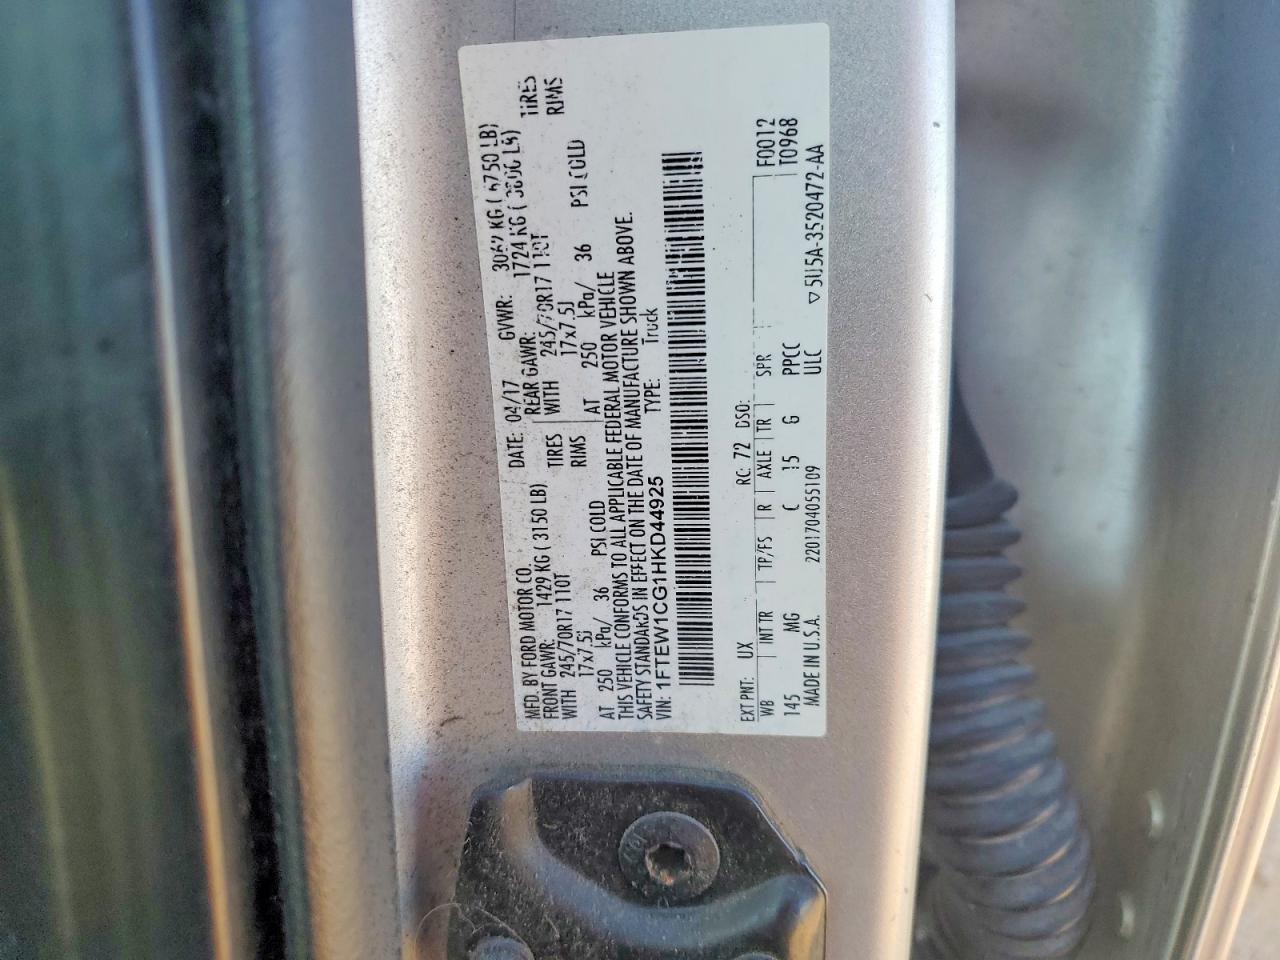 MFD. BY FORD MOTOR CO.
DATE: 04/17 GVWR: 3062 KG ( 6750 LB)
FRONT GAWR: 1429 KG ( 3150 LB) REAR GAWR: 1724 KG ( 3800 LB)
WITH 245/70R17 110T TIRES WITH 245/70R17 110T TIRES
17x7.5J RIMS 17x7.5J RIMS
AT 250 kPa/ 36 PSI COLD AT 250 kPa/ 36 PSI COLD
THIS VEHICLE CONFORMS TO ALL APPLICABLE FEDERAL MOTOR VEHICLE
SAFETY STANDARDS IN EFFECT ON THE DATE OF MANUFACTURE SHOWN ABOVE.
VIN: 1FTEW1CG1HKD44925 TYPE: Truck
EXT PNT: UX RC: 72 DSO: F0012
WB INT TR TP/FS R AXLE TR SPR T0968
145 MG C 15 G PPCC
MADE IN U.S.A. 2201704055109 ULC ▽5U5A-3520472-AA